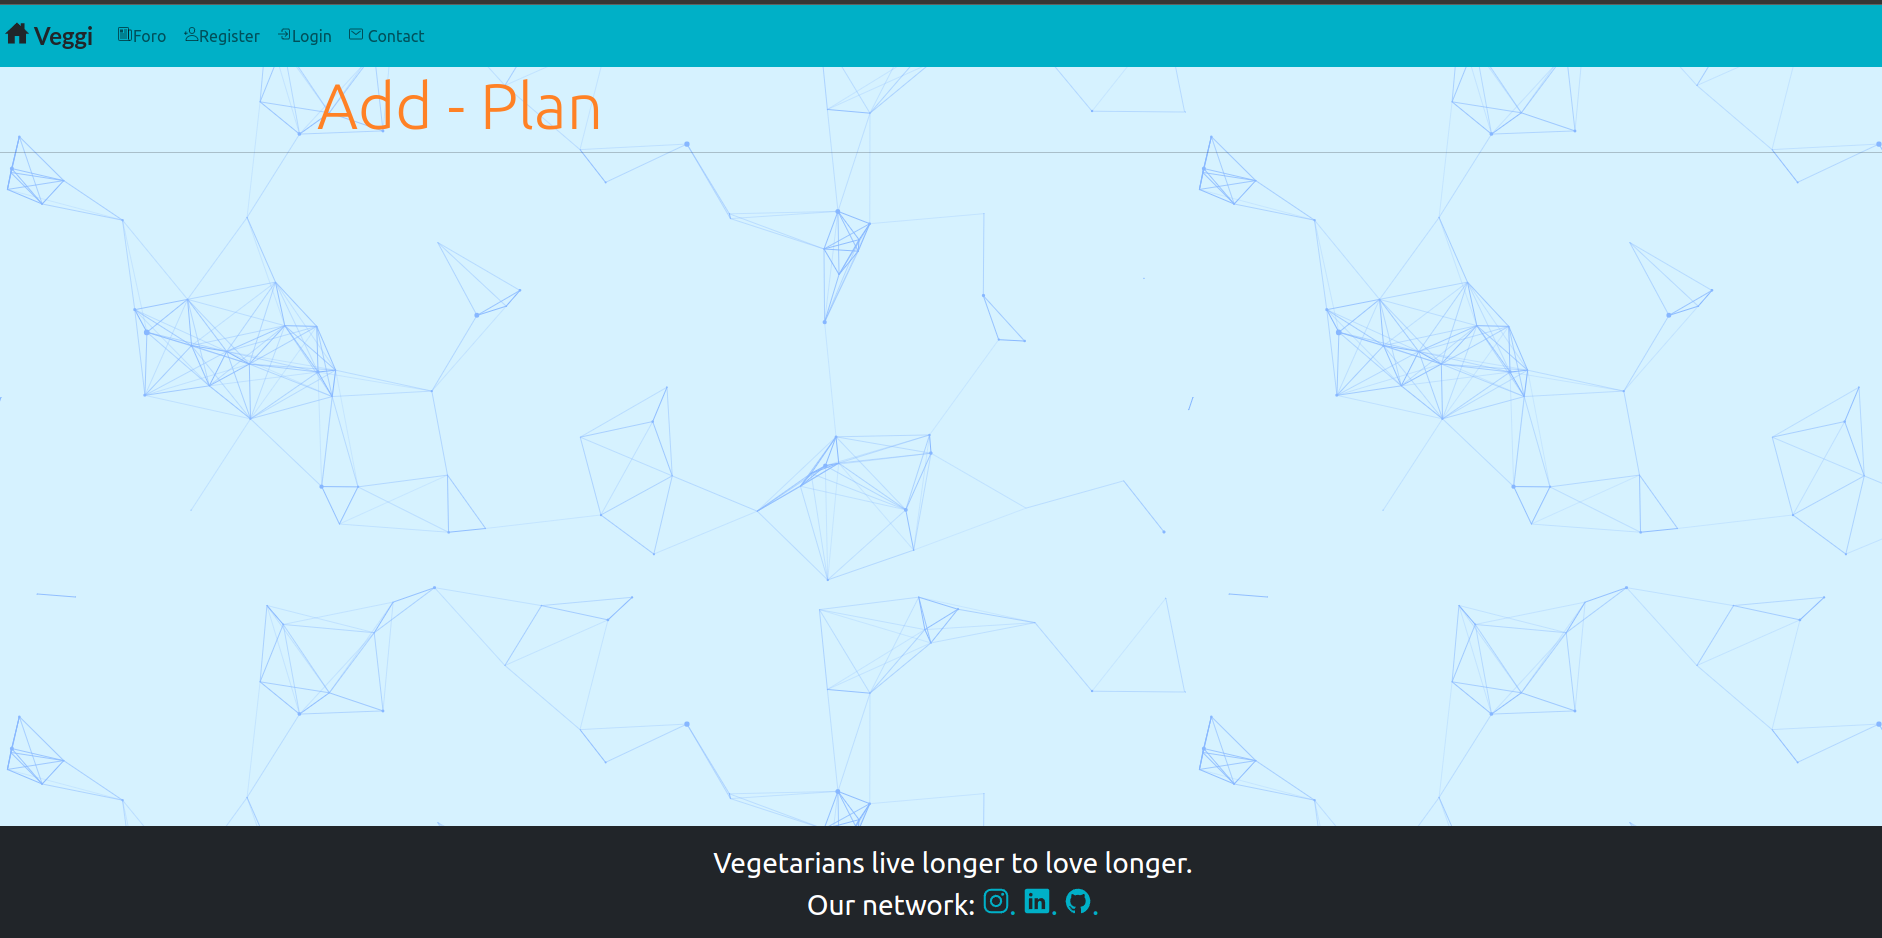 Veggi Foro Register Login Contact
Add - Plan
Vegetarians live longer to love longer.
Our network: . . .